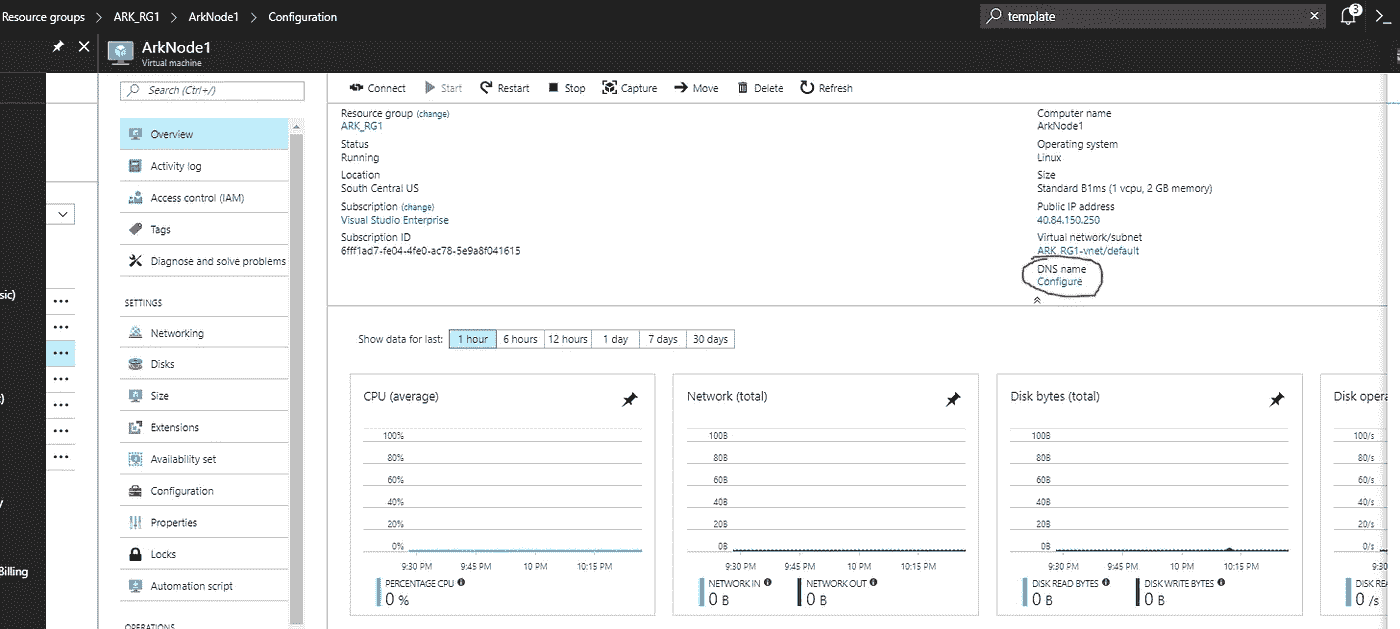 Resource groups > ARK_RG1 > ArkNode1 > Configuration
template
3
ArkNode1
Virtual machine
Search (Ctrl+/)
Overview
Activity log
Access control (IAM)
Tags
Diagnose and solve problems
SETTINGS
Networking
Disks
Size
Extensions
Availability set
Configuration
Properties
Locks
Automation script
OPERATIONS
sic)
Billing
Connect Start Restart Stop Capture Move Delete Refresh
Resource group (change)
ARK_RG1
Status
Running
Location
South Central US
Subscription (change)
Visual Studio Enterprise
Subscription ID
6fff1ad7-fe04-4fe0-ac78-5e9a8f041615
Computer name
ArkNode1
Operating system
Linux
Size
Standard B1ms (1 vcpu, 2 GB memory)
Public IP address
40.84.150.250
Virtual network/subnet
ARK_RG1-vnet/default
DNS name
Configure
Show data for last: 1 hour 6 hours 12 hours 1 day 7 days 30 days
CPU (average)
100%
80%
60%
40%
20%
0%
9:30 PM 9:45 PM 10 PM 10:15 PM
PERCENTAGE CPU
0 %
Network (total)
100B
80B
60B
40B
20B
0B
9:30 PM 9:45 PM 10 PM 10:15 PM
NETWORK IN NETWORK OUT
0 B 0 B
Disk bytes (total)
100B
80B
60B
40B
20B
0B
9:30 PM 9:45 PM 10 PM 10:15 PM
DISK READ BYTES DISK WRITE BYTES
0 B 0 B
Disk opera
100/s
80/s
60/s
40/s
20/s
0/s
9:30
DISK REA
0 /s